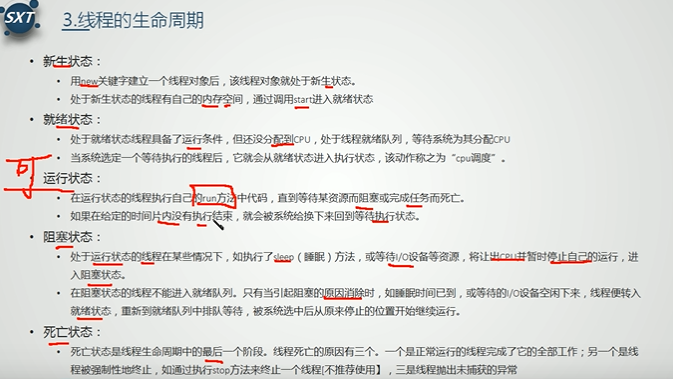 SXT
3.线程的生命周期
• 新生状态：
• 用new关键字建立一个线程对象后，该线程对象就处于新生状态。
• 处于新生状态的线程有自己的内存空间，通过调用start进入就绪状态
• 就绪状态：
• 处于就绪状态线程具备了运行条件，但还没分配到CPU，处于线程就绪队列，等待系统为其分配CPU
• 当系统选定一个等待执行的线程后，它就会从就绪状态进入执行状态，该动作称之为“cpu调度”。
可
运行状态：
• 在运行状态的线程执行自己的run方法中代码，直到等待某资源而阻塞或完成任务而死亡。
• 如果在给定的时间片内没有执行结束，就会被系统给换下来回到等待执行状态。
• 阻塞状态：
• 处于运行状态的线程在某些情况下，如执行了sleep（睡眠）方法，或等待I/O设备等资源，将让出CPU并暂时停止自己的运行，进
入阻塞状态。
• 在阻塞状态的线程不能进入就绪队列。只有当引起阻塞的原因消除时，如睡眠时间已到，或等待的I/O设备空闲下来，线程便转入
就绪状态，重新到就绪队列中排队等待，被系统选中后从原来停止的位置开始继续运行。
• 死亡状态：
• 死亡状态是线程生命周期中的最后一个阶段。线程死亡的原因有三个。一个是正常运行的线程完成了它的全部工作；另一个是线
程被强制性地终止，如通过执行stop方法来终止一个线程[不推荐使用】，三是线程抛出未捕获的异常